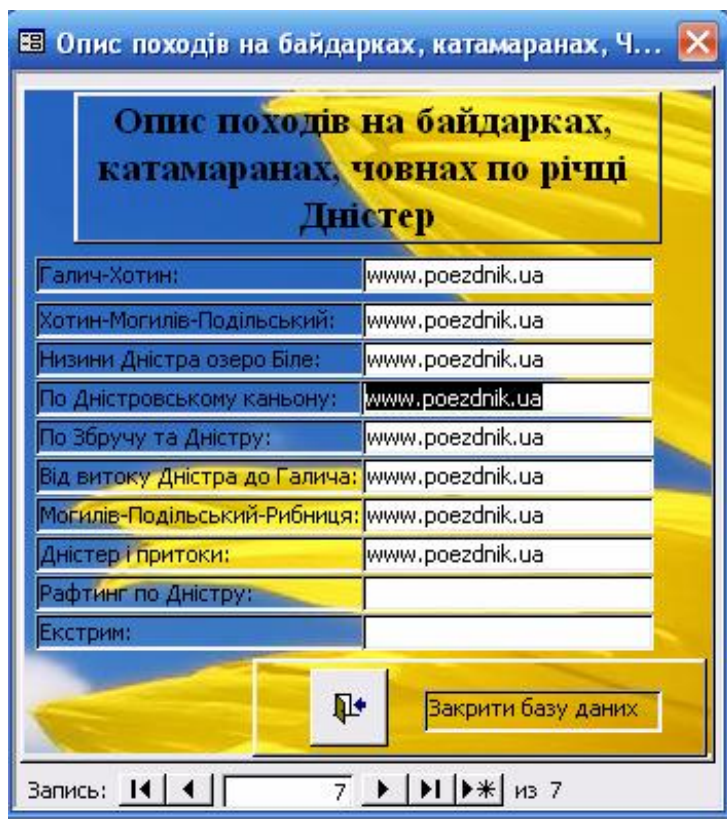 Опис походів на байдарках, катамаранах, Ч...
Опис походів на байдарках,
катамаранах, човнах по річці
Дністер
Галич-Хотин: www.poezdnik.ua
Хотин-Могилів-Подільський: www.poezdnik.ua
Низини Дністра озеро Біле: www.poezdnik.ua
По Дністровському каньону: www.poezdnik.ua
По Збручу та Дністру: www.poezdnik.ua
Від витоку Дністра до Галича: www.poezdnik.ua
Могилів-Подільський-Рибниця: www.poezdnik.ua
Дністер і притоки: www.poezdnik.ua
Рафтинг по Дністру:
Екстрим:
Закрити базу даних
Запись: 7 из 7